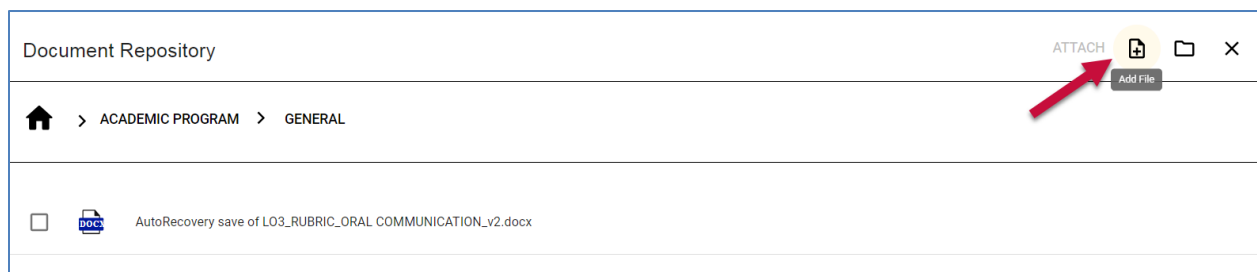 Document Repository
ATTACH
Add File
> ACADEMIC PROGRAM > GENERAL
DOCX
AutoRecovery save of LO3_RUBRIC_ORAL COMMUNICATION_v2.docx